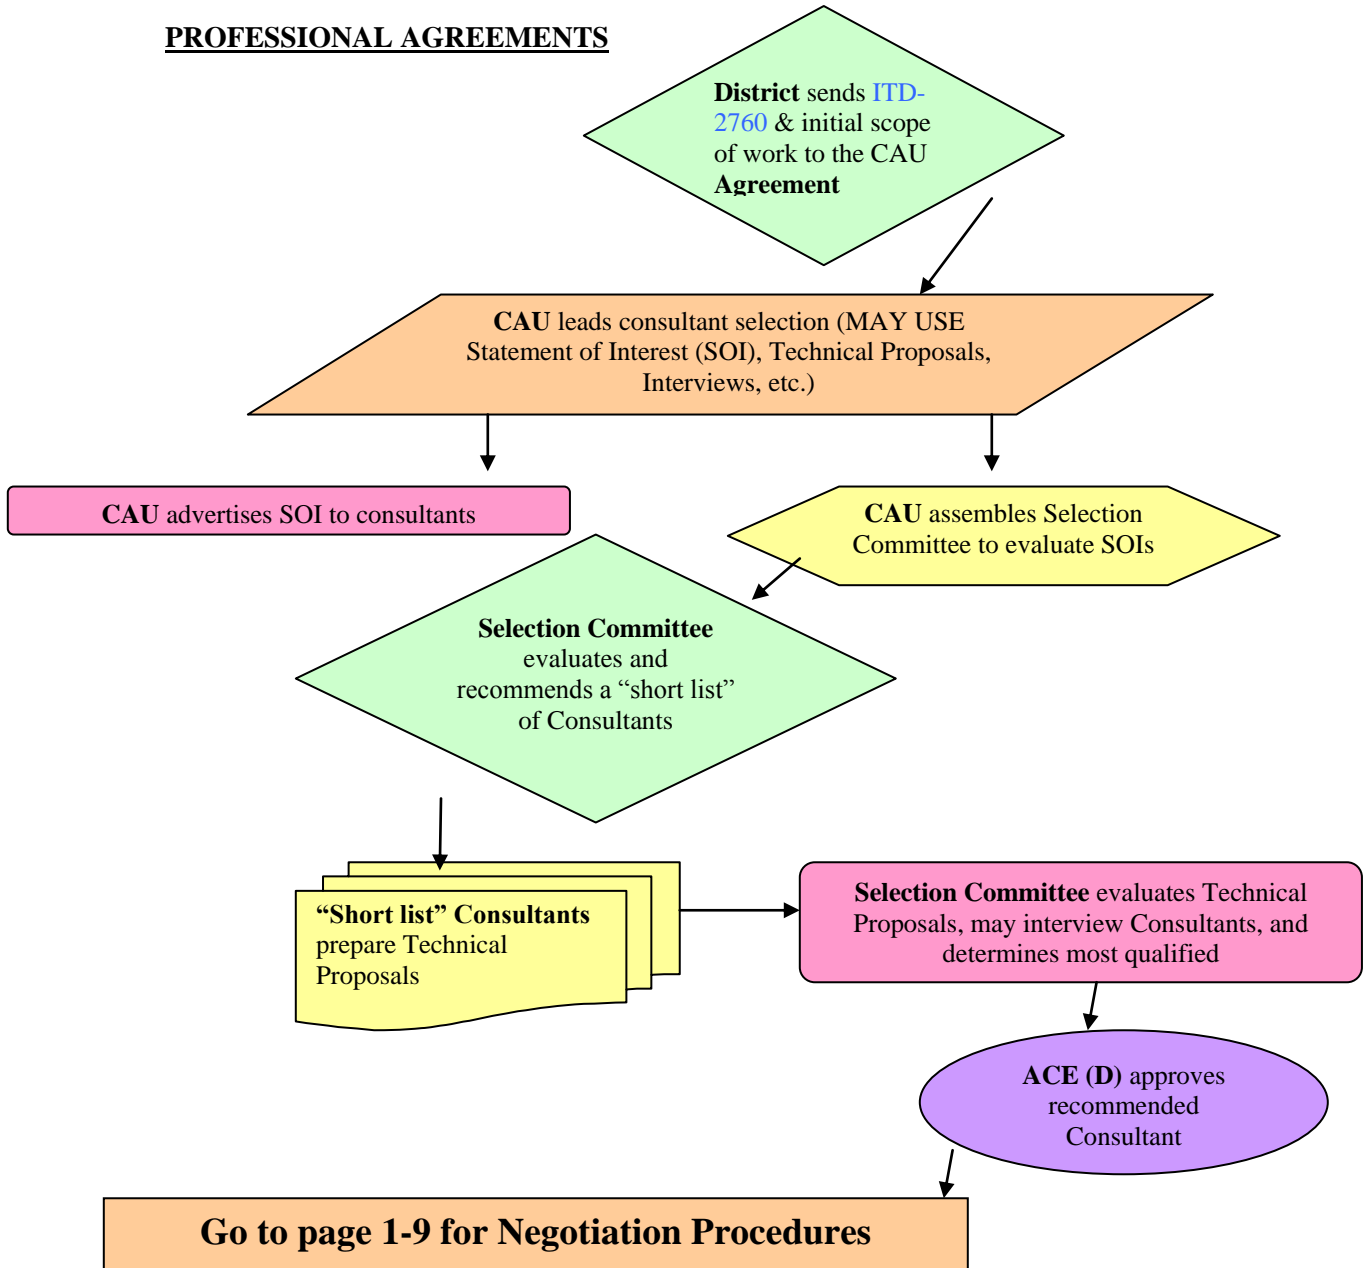 PROFESSIONAL AGREEMENTS
District sends ITD-
2760 & initial scope
of work to the CAU
Agreement
CAU leads consultant selection (MAY USE
Statement of Interest (SOI), Technical Proposals,
Interviews, etc.)
CAU advertises SOI to consultants
CAU assembles Selection
Committee to evaluate SOIs
Selection Committee
evaluates and
recommends a “short list”
of Consultants
“Short list” Consultants
prepare Technical
Proposals
Selection Committee evaluates Technical
Proposals, may interview Consultants, and
determines most qualified
ACE (D) approves
recommended
Consultant
Go to page 1-9 for Negotiation Procedures